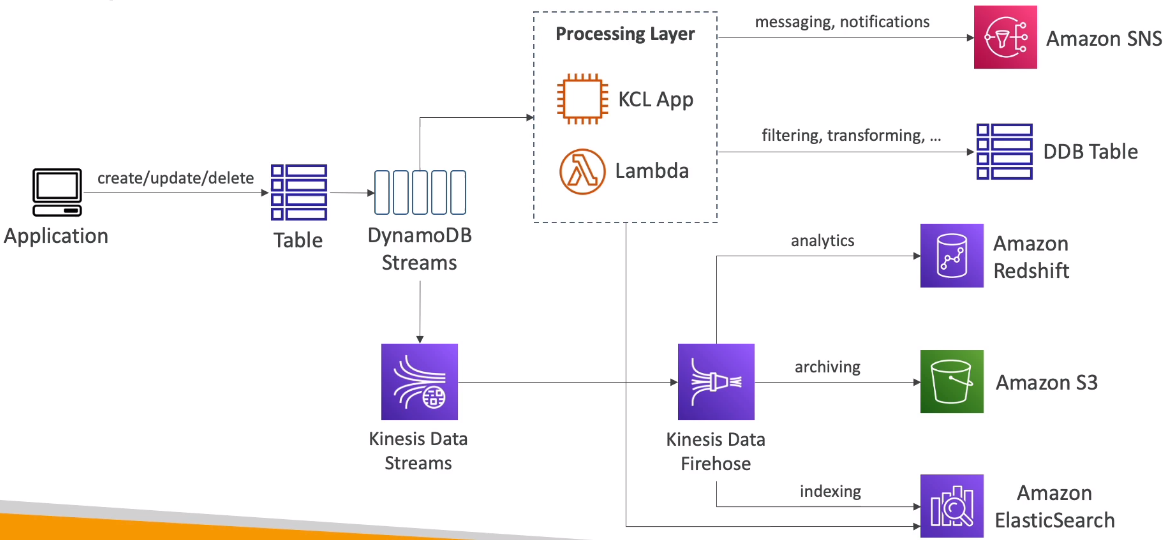 Processing Layer
KCL App
Lambda
messaging, notifications
Amazon SNS
filtering, transforming, ...
DDB Table
create/update/delete
Application
Table
DynamoDB
Streams
analytics
Amazon
Redshift
archiving
Amazon S3
Kinesis Data
Streams
Kinesis Data
Firehose
indexing
Amazon
ElasticSearch